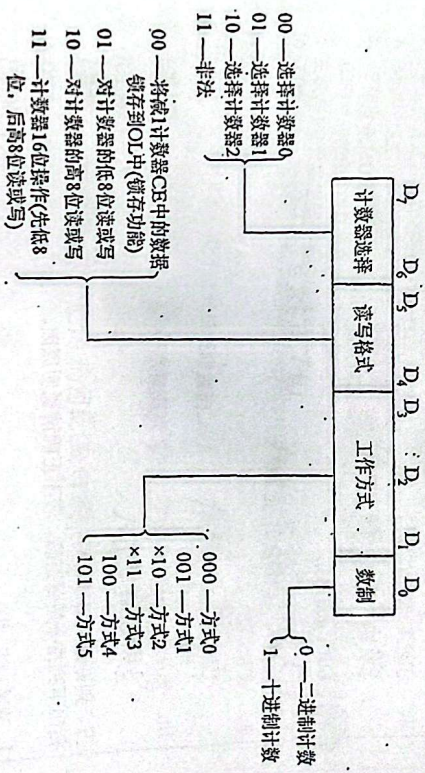 D₇ D₆ D₅ D₄ D₃ D₂ D₁ D₀
计数器选择 读写格式 工作方式 数制
00 —选择计数器0
01 —选择计数器1
10 —选择计数器2
11 —非法
00 —将减1计数器CE中的数据
锁存到OL中(锁存功能)
01 —对计数器的低8位读或写
10 —对计数器的高8位读或写
11 —计数器16位操作(先低8
位，后高8位读或写)
000 —方式0
001 —方式1
×10 —方式2
×11 —方式3
100 —方式4
101 —方式5
0 —二进制计数
1 —十进制计数